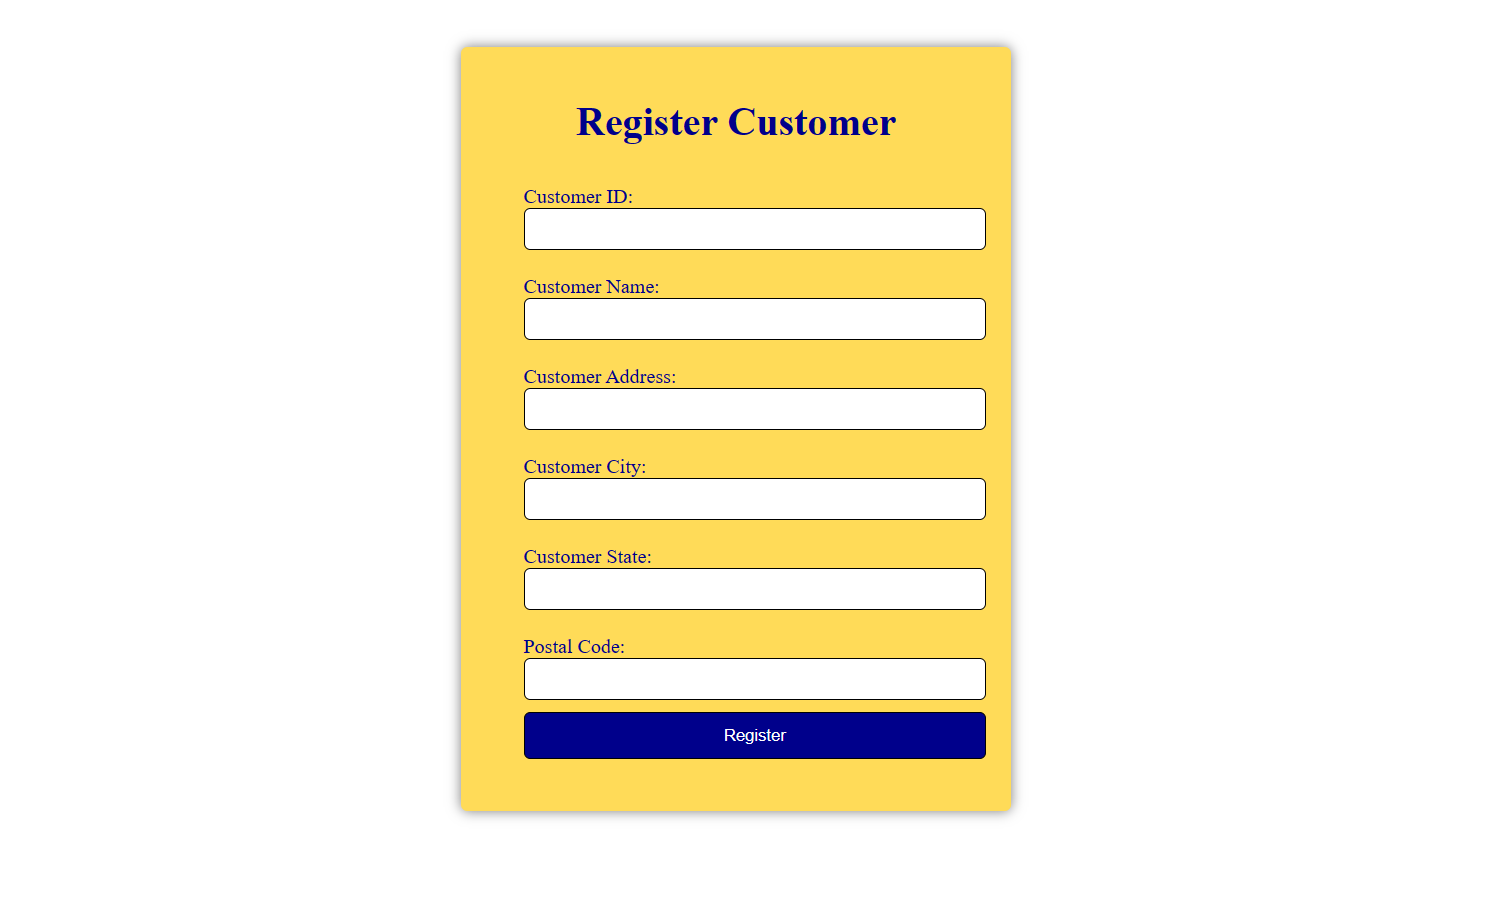 Register Customer
Customer ID:
Customer Name:
Customer Address:
Customer City:
Customer State:
Postal Code:
Register